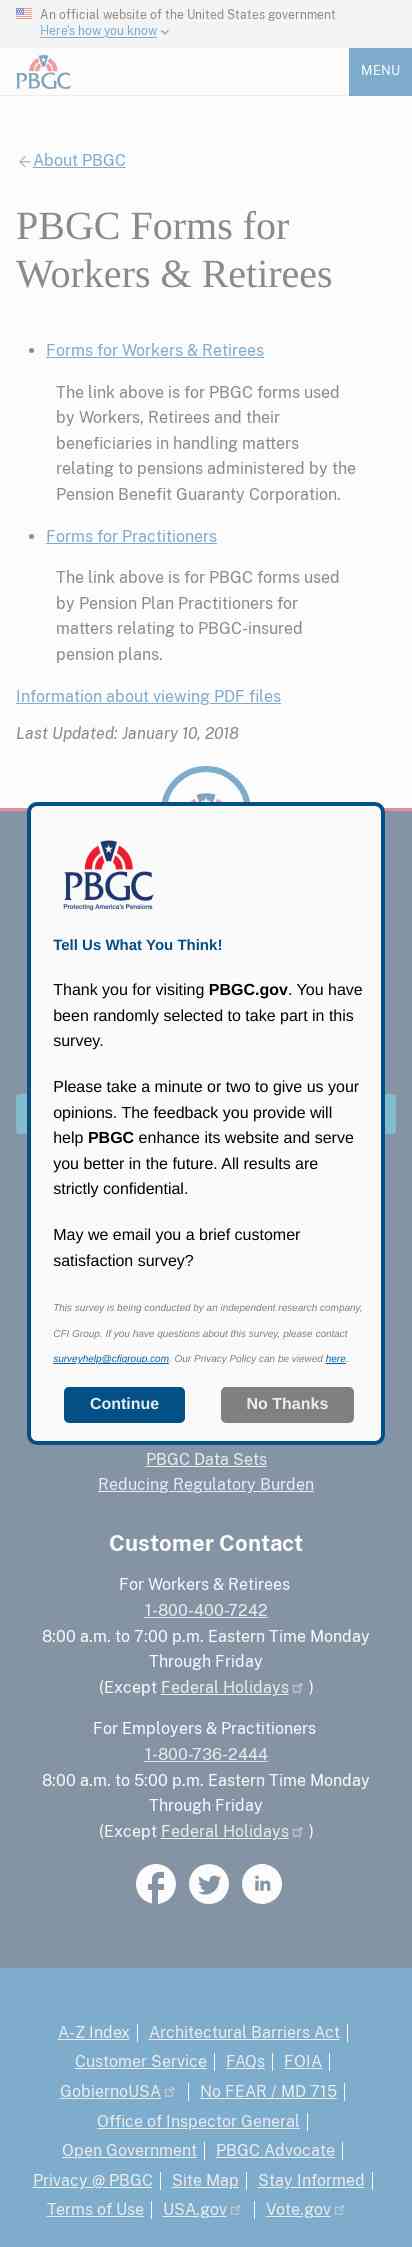 An official website of the United States government
Here's how you know
PBGC
MENU
About PBGC
PBGC Forms for
Workers & Retirees
• Forms for Workers & Retirees
The link above is for PBGC forms used
by Workers, Retirees and their
beneficiaries in handling matters
relating to pensions administered by the
Pension Benefit Guaranty Corporation.
• Forms for Practitioners
The link above is for PBGC forms used
by Pension Plan Practitioners for
matters relating to PBGC-insured
pension plans.
Information about viewing PDF files
Last Updated: January 10, 2018
PBGC
Protecting America's Pensions
Tell Us What You Think!
Thank you for visiting PBGC.gov. You have
been randomly selected to take part in this
survey.
Please take a minute or two to give us your
opinions. The feedback you provide will
help PBGC enhance its website and serve
you better in the future. All results are
strictly confidential.
May we email you a brief customer
satisfaction survey?
This survey is being conducted by an independent research company,
CFI Group. If you have questions about this survey, please contact
surveyhelp@cfigroup.com. Our Privacy Policy can be viewed here.
Continue
No Thanks
PBGC Data Sets
Reducing Regulatory Burden
Customer Contact
For Workers & Retirees
1-800-400-7242
8:00 a.m. to 7:00 p.m. Eastern Time Monday
Through Friday
(Except Federal Holidays )
For Employers & Practitioners
1-800-736-2444
8:00 a.m. to 5:00 p.m. Eastern Time Monday
Through Friday
(Except Federal Holidays )
in
A-Z Index | Architectural Barriers Act |
Customer Service | FAQs | FOIA |
GobiernoUSA | No FEAR / MD 715 |
Office of Inspector General |
Open Government | PBGC Advocate |
Privacy @ PBGC | Site Map | Stay Informed |
Terms of Use | USA.gov | Vote.gov